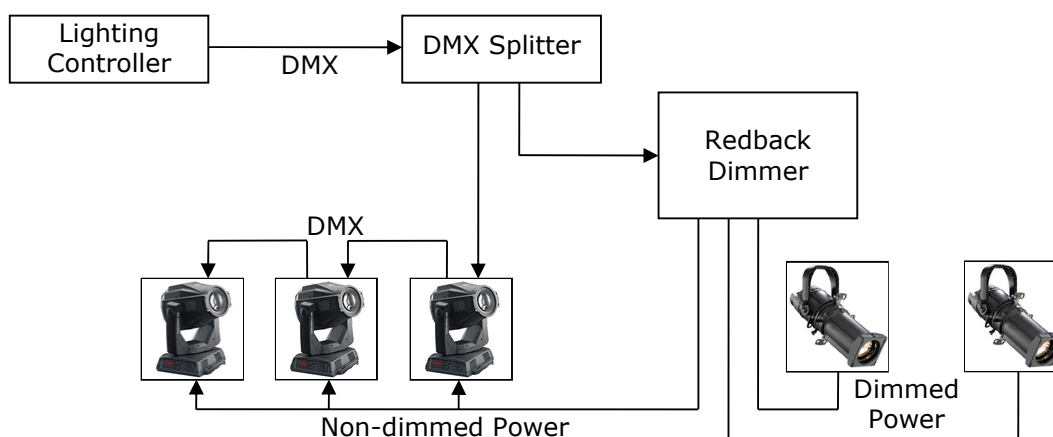 Lighting
Controller
DMX
DMX Splitter
Redback
Dimmer
DMX
Dimmed
Power
Non-dimmed Power